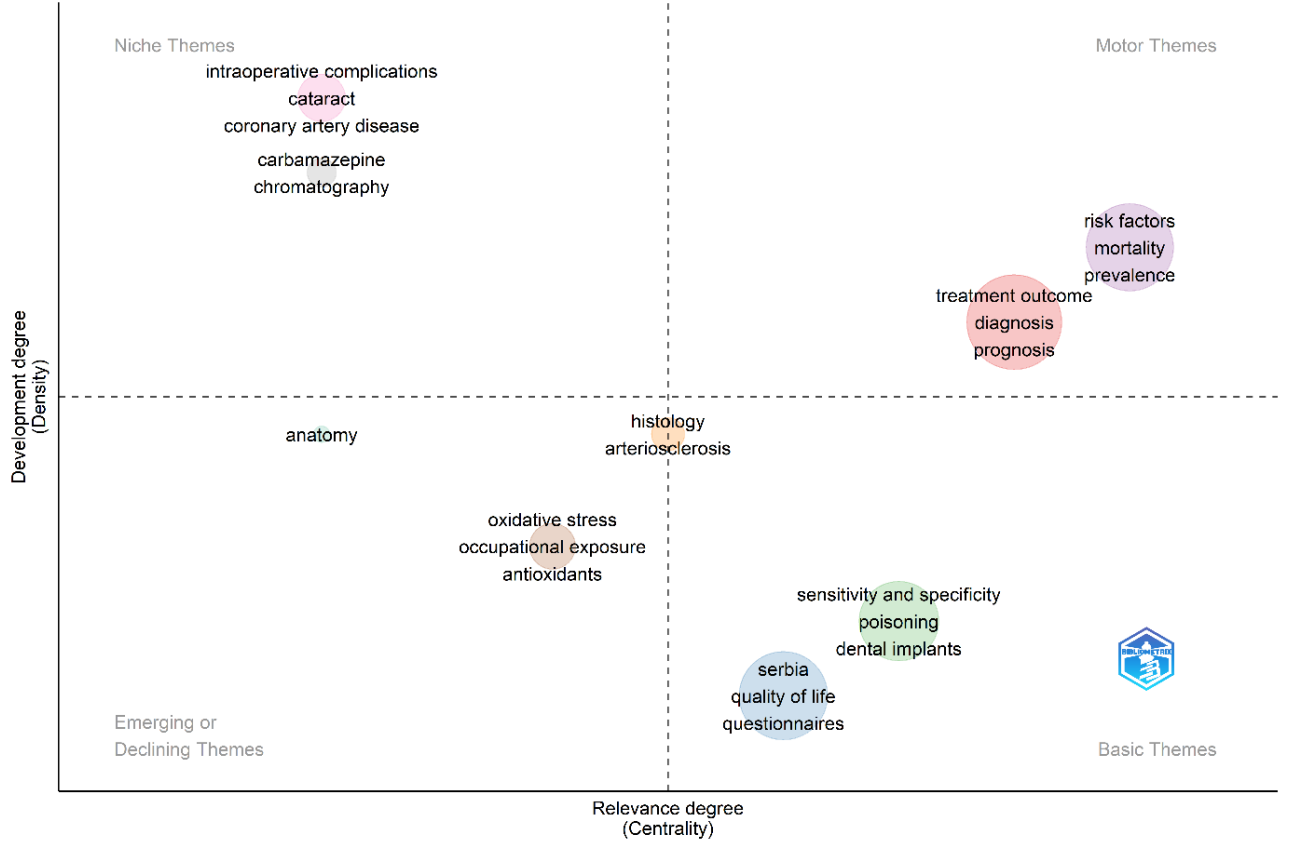 Niche Themes
Motor Themes
intraoperative complications
cataract
coronary artery disease
carbamazepine
chromatography
risk factors
mortality
prevalence
treatment outcome
diagnosis
prognosis
Development degree
(Density)
anatomy
histology
arteriosclerosis
oxidative stress
occupational exposure
antioxidants
sensitivity and specificity
poisoning
dental implants
serbia
quality of life
questionnaires
BIBLIOMETRIX
Emerging or
Declining Themes
Basic Themes
Relevance degree
(Centrality)